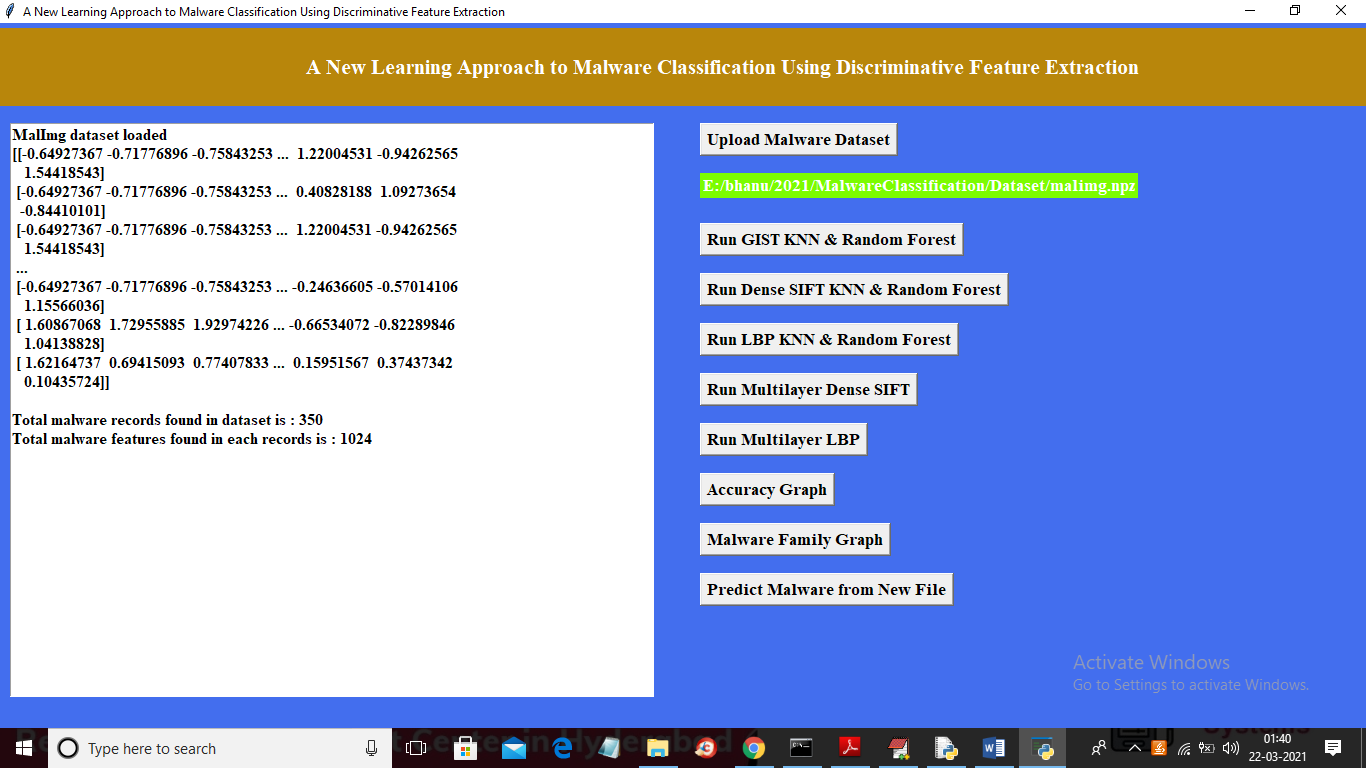 A New Learning Approach to Malware Classification Using Discriminative Feature Extraction
A New Learning Approach to Malware Classification Using Discriminative Feature Extraction
MalImg dataset loaded
[[-0.64927367 -0.71776896 -0.75843253 ... 1.22004531 -0.94262565
1.54418543]
[-0.64927367 -0.71776896 -0.75843253 ... 0.40828188 1.09273654
-0.84410101]
[-0.64927367 -0.71776896 -0.75843253 ... 1.22004531 -0.94262565
1.54418543]
...
[-0.64927367 -0.71776896 -0.75843253 ... -0.24636605 -0.57014106
1.15566036]
[ 1.60867068 1.72955885 1.92974226 ... -0.66534072 -0.82289846
1.04138828]
[ 1.62164737 0.69415093 0.77407833 ... 0.15951567 0.37437342
0.10435724]]
Total malware records found in dataset is : 350
Total malware features found in each records is : 1024
Upload Malware Dataset
E:/bhanu/2021/MalwareClassification/Dataset/malimg.npz
Run GIST KNN & Random Forest
Run Dense SIFT KNN & Random Forest
Run LBP KNN & Random Forest
Run Multilayer Dense SIFT
Run Multilayer LBP
Accuracy Graph
Malware Family Graph
Predict Malware from New File
Activate Windows
Go to Settings to activate Windows.
Type here to search
01:40
22-03-2021